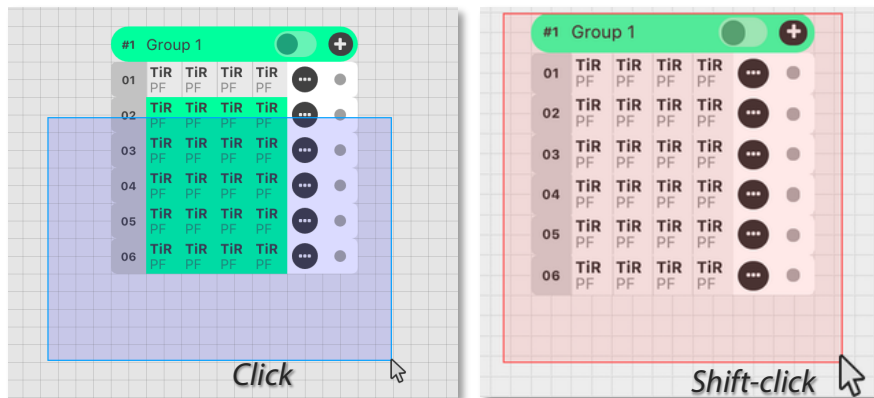 #1 Group 1
01 TiR TiR TiR TiR
PF PF PF PF
02 TiR TiR TiR TiR
PF PF PF PF
03 TiR TiR TiR TiR
PF PF PF PF
04 TiR TiR TiR TiR
PF PF PF PF
05 TiR TiR TiR TiR
PF PF PF PF
06 TiR TiR TiR TiR
PF PF PF PF
Click
#1 Group 1
01 TiR TiR TiR TiR
PF PF PF PF
02 TiR TiR TiR TiR
PF PF PF PF
03 TiR TiR TiR TiR
PF PF PF PF
04 TiR TiR TiR TiR
PF PF PF PF
05 TiR TiR TiR TiR
PF PF PF PF
06 TiR TiR TiR TiR
PF PF PF PF
Shift-click